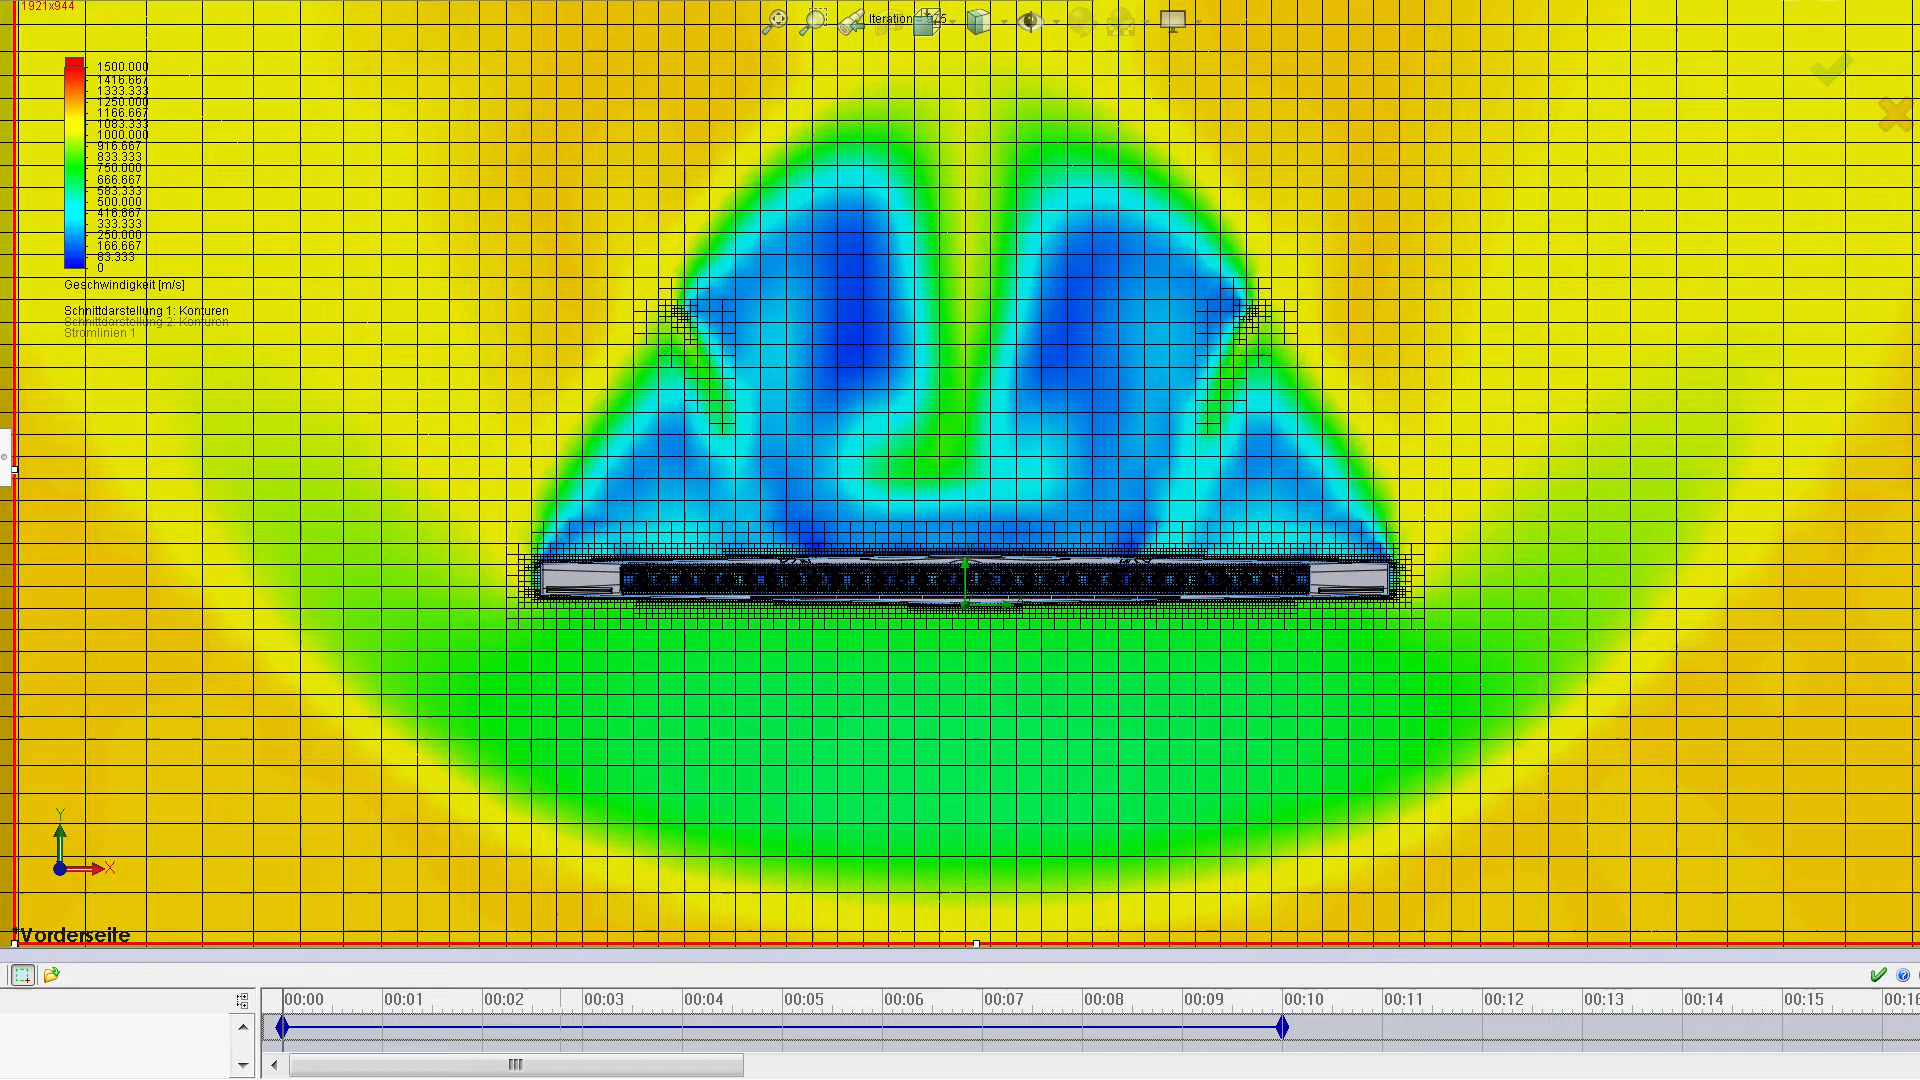 1921x944
Iteration = 975
1500.000
1416.667
1333.333
1250.000
1166.667
1083.333
1000.000
916.667
833.333
750.000
666.667
583.333
500.000
416.667
333.333
250.000
166.667
83.333
0
Geschwindigkeit [m/s]
Schnittdarstellung 1: Konturen
Schnittdarstellung 2: Konturen
Stromlinien 1
Y
X
*Vorderseite
00:00 00:01 00:02 00:03 00:04 00:05 00:06 00:07 00:08 00:09 00:10 00:11 00:12 00:13 00:14 00:15 00:16